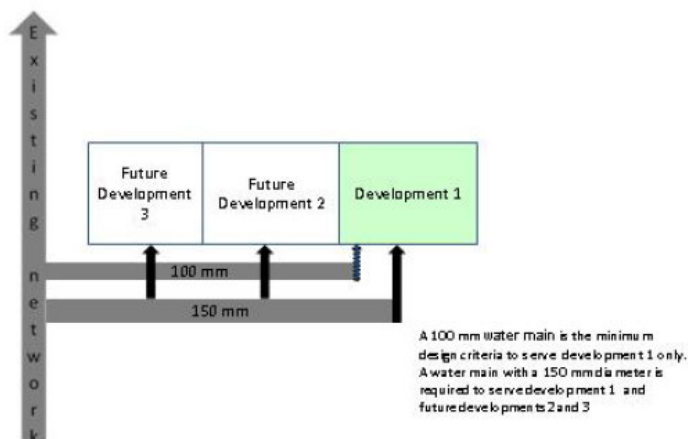 Existing network
Future
Development
3
Future
Development 2
Development 1
100 mm
150 mm
A 100 mm water main is the minimum
design criteria to serve development 1 only.
A water main with a 150 mm diameter is
required to serve development 1 and
future developments 2 and 3